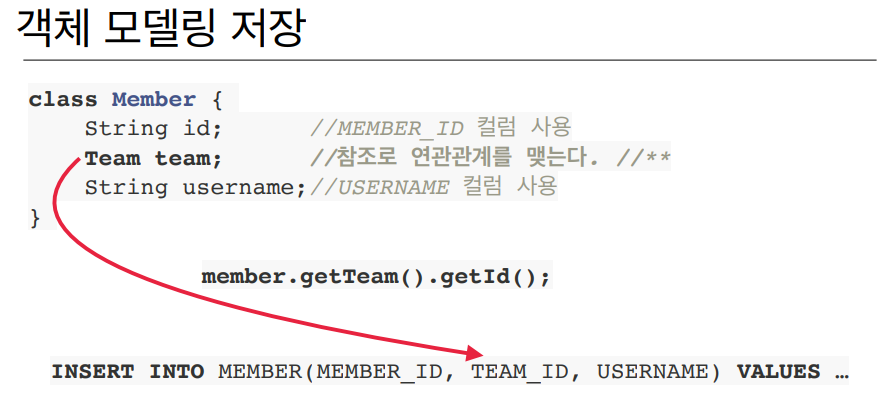 객체 모델링 저장
class Member {
String id; //MEMBER_ID 컬럼 사용
Team team; //참조로 연관관계를 맺는다. //**
String username;//USERNAME 컬럼 사용
}
member.getTeam().getId();
INSERT INTO MEMBER(MEMBER_ID, TEAM_ID, USERNAME) VALUES …